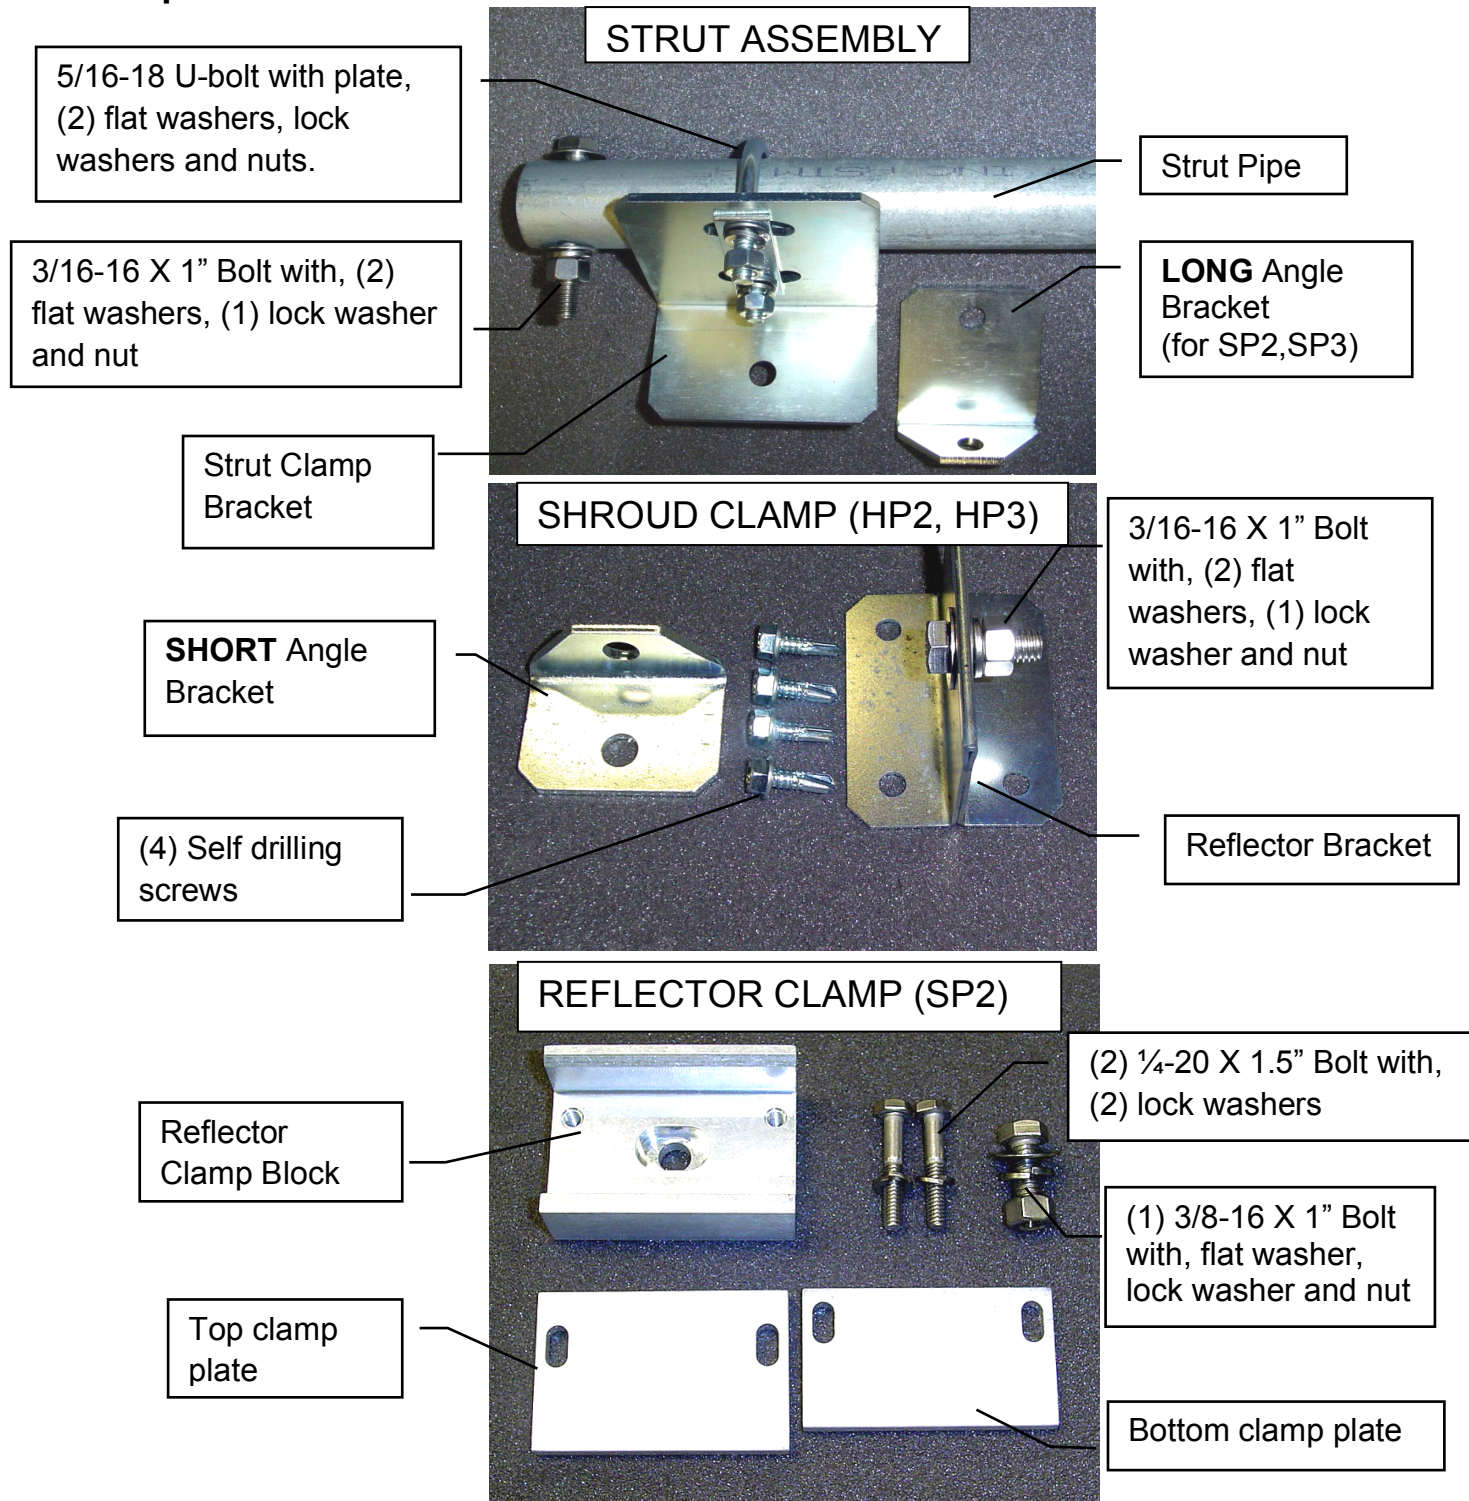 STRUT ASSEMBLY
5/16-18 U-bolt with plate,
(2) flat washers, lock
washers and nuts.
Strut Pipe
3/16-16 X 1” Bolt with, (2)
flat washers, (1) lock washer
and nut
LONG Angle
Bracket
(for SP2,SP3)
Strut Clamp
Bracket
SHROUD CLAMP (HP2, HP3)
3/16-16 X 1” Bolt
with, (2) flat
washers, (1) lock
washer and nut
SHORT Angle
Bracket
(4) Self drilling
screws
Reflector Bracket
REFLECTOR CLAMP (SP2)
(2) ¼-20 X 1.5” Bolt with,
(2) lock washers
Reflector
Clamp Block
(1) 3/8-16 X 1” Bolt
with, flat washer,
lock washer and nut
Top clamp
plate
Bottom clamp plate